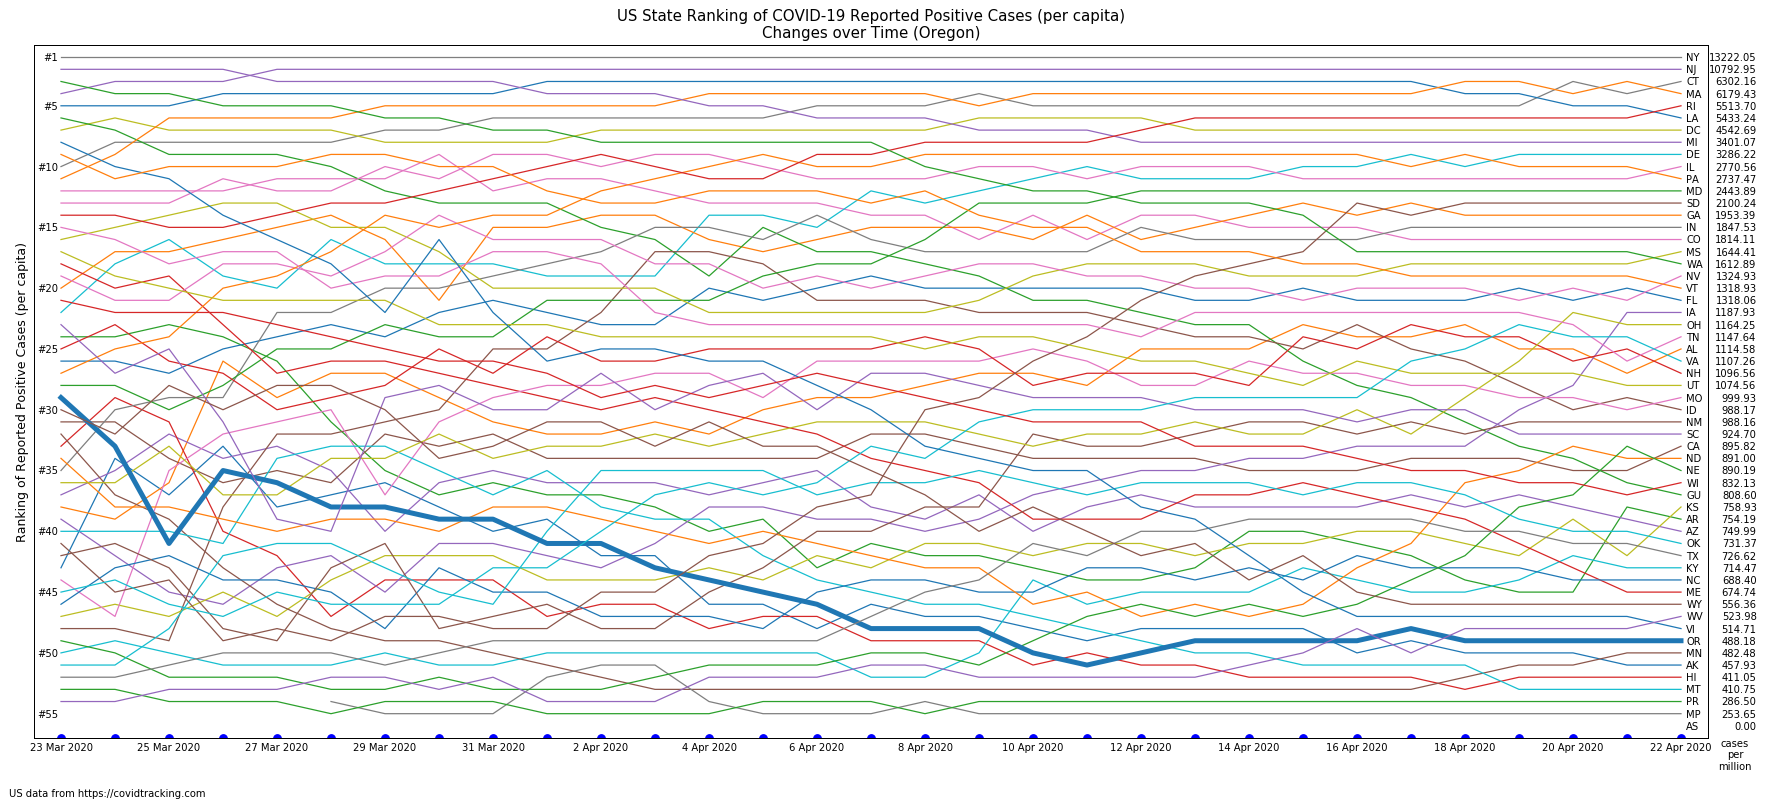 US State Ranking of COVID-19 Reported Positive Cases (per capita)
Changes over Time (Oregon)
Ranking of Reported Positive Cases (per capita)
#1
#5
#10
#15
#20
#25
#30
#35
#40
#45
#50
#55
NY 13222.05
NJ 10792.95
CT 6302.16
MA 6179.43
RI 5513.70
LA 5433.24
DC 4542.69
MI 3401.07
DE 3286.22
IL 2770.56
PA 2737.47
MD 2443.89
SD 2100.24
GA 1953.39
IN 1847.53
CO 1814.11
MS 1644.41
WA 1612.89
NV 1324.93
VT 1318.93
FL 1318.06
IA 1187.93
OH 1164.25
TN 1147.64
AL 1114.58
VA 1107.26
NH 1096.56
UT 1074.56
MO 999.93
ID 988.17
NM 988.16
SC 924.70
CA 895.82
ND 891.00
NE 890.19
WI 832.13
GU 808.60
KS 758.93
AR 754.19
AZ 749.99
OK 731.37
TX 726.62
KY 714.47
NC 688.40
ME 674.74
WY 556.36
WV 523.98
VI 514.71
OR 488.18
MN 482.48
AK 457.93
HI 411.05
MT 410.75
PR 286.50
MP 253.65
AS 0.00
23 Mar 2020 25 Mar 2020 27 Mar 2020 29 Mar 2020 31 Mar 2020 2 Apr 2020 4 Apr 2020 6 Apr 2020 8 Apr 2020 10 Apr 2020 12 Apr 2020 14 Apr 2020 16 Apr 2020 18 Apr 2020 20 Apr 2020 22 Apr 2020
cases
per
million
US data from https://covidtracking.com